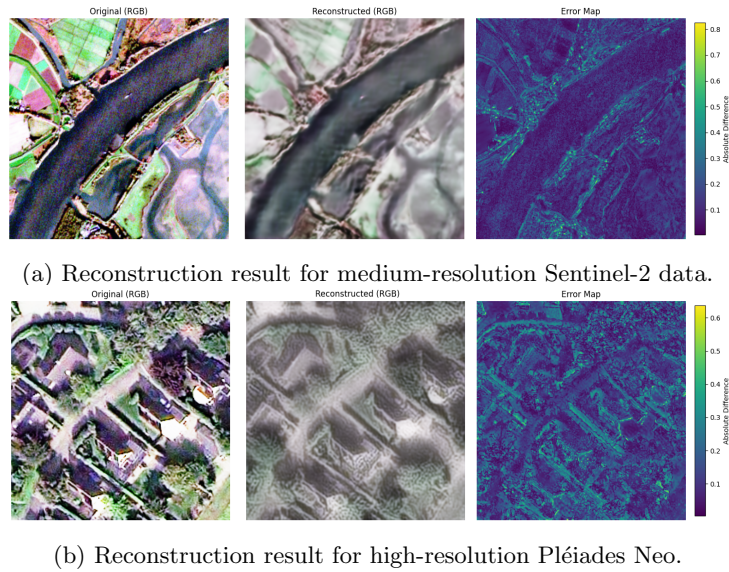 Original (RGB) Reconstructed (RGB) Error Map
0.8
0.7
0.6
0.5
0.4
0.3
0.2
0.1
Absolute Difference
(a) Reconstruction result for medium-resolution Sentinel-2 data.
Original (RGB) Reconstructed (RGB) Error Map
0.6
0.5
0.4
0.3
0.2
0.1
Absolute Difference
(b) Reconstruction result for high-resolution Pléiades Neo.